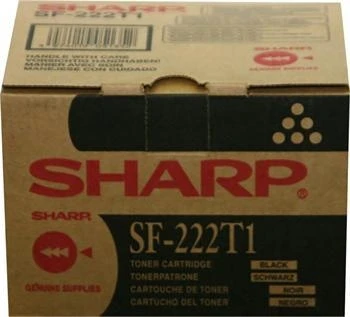 SHARP
SF-222T1
HANDLE WITH CARE
VORSICHTIG HANDHABEN!
MANIER AVEC SOIN
MANEJESE CON CUIDADO
SHARP
GENUINE SUPPLIES
SHARP®
SHARP
GENUINE SUPPLIES
SF-222T1
TONER CARTRIDGE BLACK
TONERPATRONE SCHWARZ
CARTOUCHE DE TONER NOIR
CARTUCHO DEL TONER NEGRO